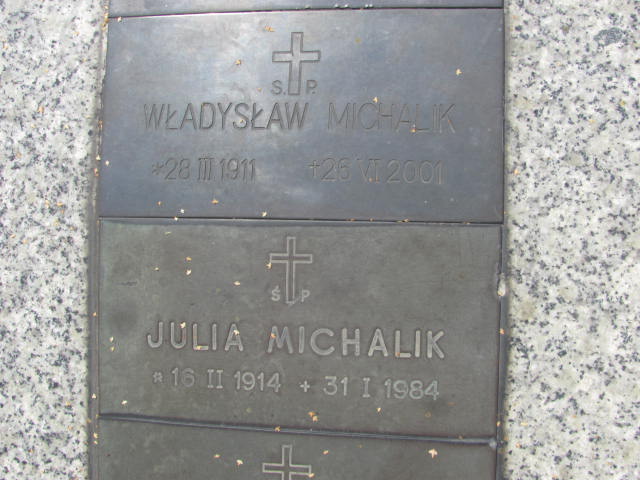 Ś. P.
WŁADYSŁAW MICHALIK
*28 III 1911 +26 VI 2001
Ś P
JULIA MICHALIK
* 16 II 1914 + 31 I 1984